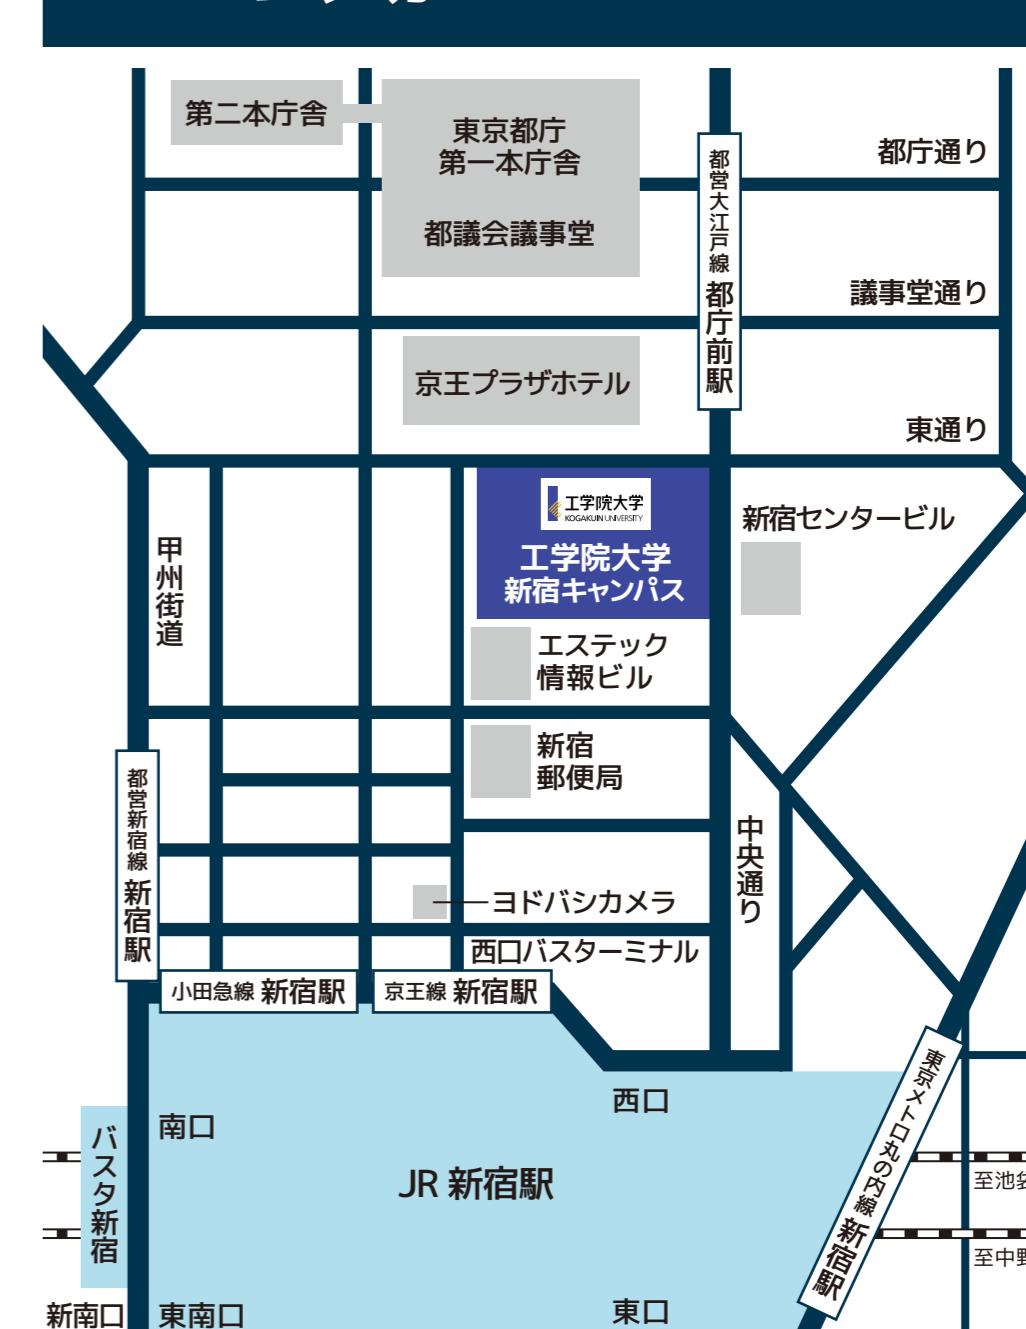 第二本庁舎
東京都庁
第一本庁舎
都議会議事堂
都庁通り
都営大江戸線 都庁前駅
議事堂通り
京王プラザホテル
東通り
工学院大学
KOGAKUIN UNIVERSITY
工学院大学
新宿キャンパス
新宿センタービル
甲州街道
エステック
情報ビル
新宿
郵便局
都営新宿線 新宿駅
中央通り
ヨドバシカメラ
西口バスターミナル
小田急線 新宿駅
京王線 新宿駅
東京メトロ丸の内線 新宿駅
西口
南口
バスタ新宿
JR 新宿駅
至池袋
至中野
新南口
東南口
東口